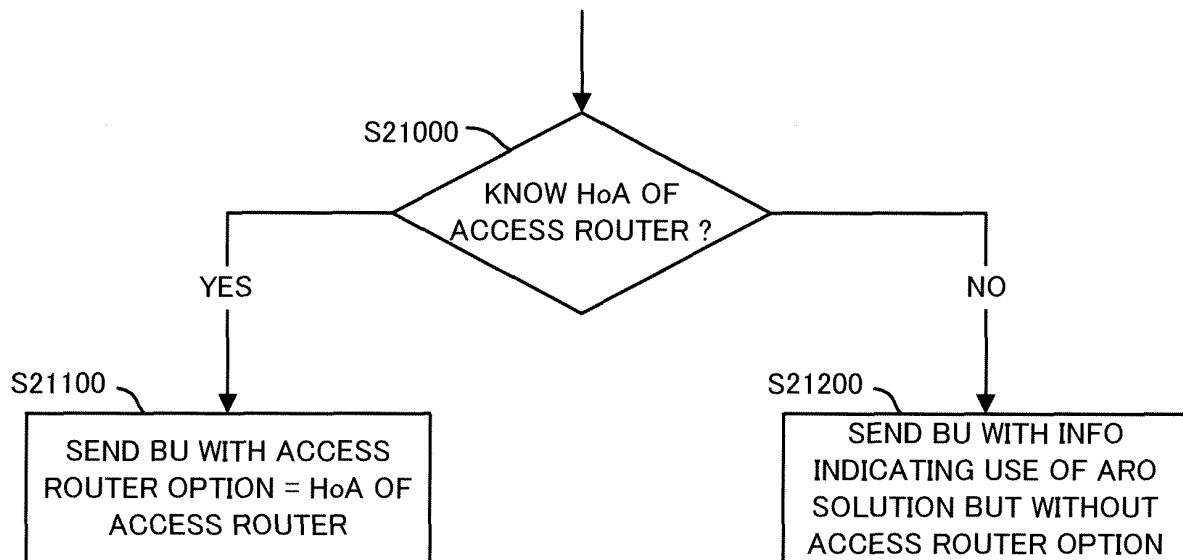 S21000
KNOW HoA OF
ACCESS ROUTER ?
YES
NO
S21100
SEND BU WITH ACCESS
ROUTER OPTION = HoA OF
ACCESS ROUTER
S21200
SEND BU WITH INFO
INDICATING USE OF ARO
SOLUTION BUT WITHOUT
ACCESS ROUTER OPTION